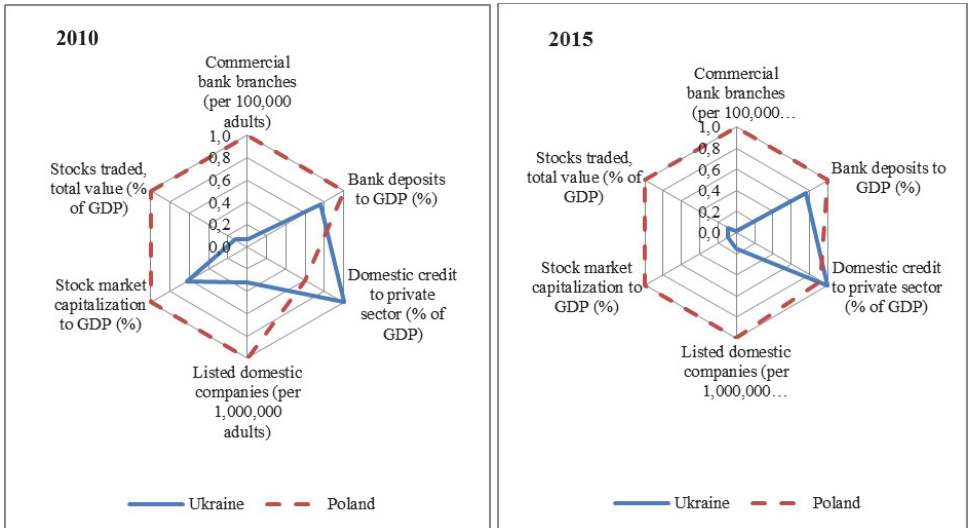 2010
Commercial
bank branches
(per 100,000
adults)
1,0
0,8
0,6
0,4
0,2
0,0
Bank deposits
to GDP (%)
Domestic credit
to private
sector (% of
GDP)
Listed domestic
companies (per
1,000,000
adults)
Stock market
capitalization
to GDP (%)
Stocks traded,
total value (%
of GDP)
Ukraine
Poland
2015
Commercial
bank branches
(per 100,000…
1,0
0,8
0,6
0,4
0,2
0,0
Bank deposits to
GDP (%)
Domestic credit
to private sector
(% of GDP)
Listed domestic
companies (per
1,000,000…
Stock market
capitalization to
GDP (%)
Stocks traded,
total value (% of
GDP)
Ukraine
Poland